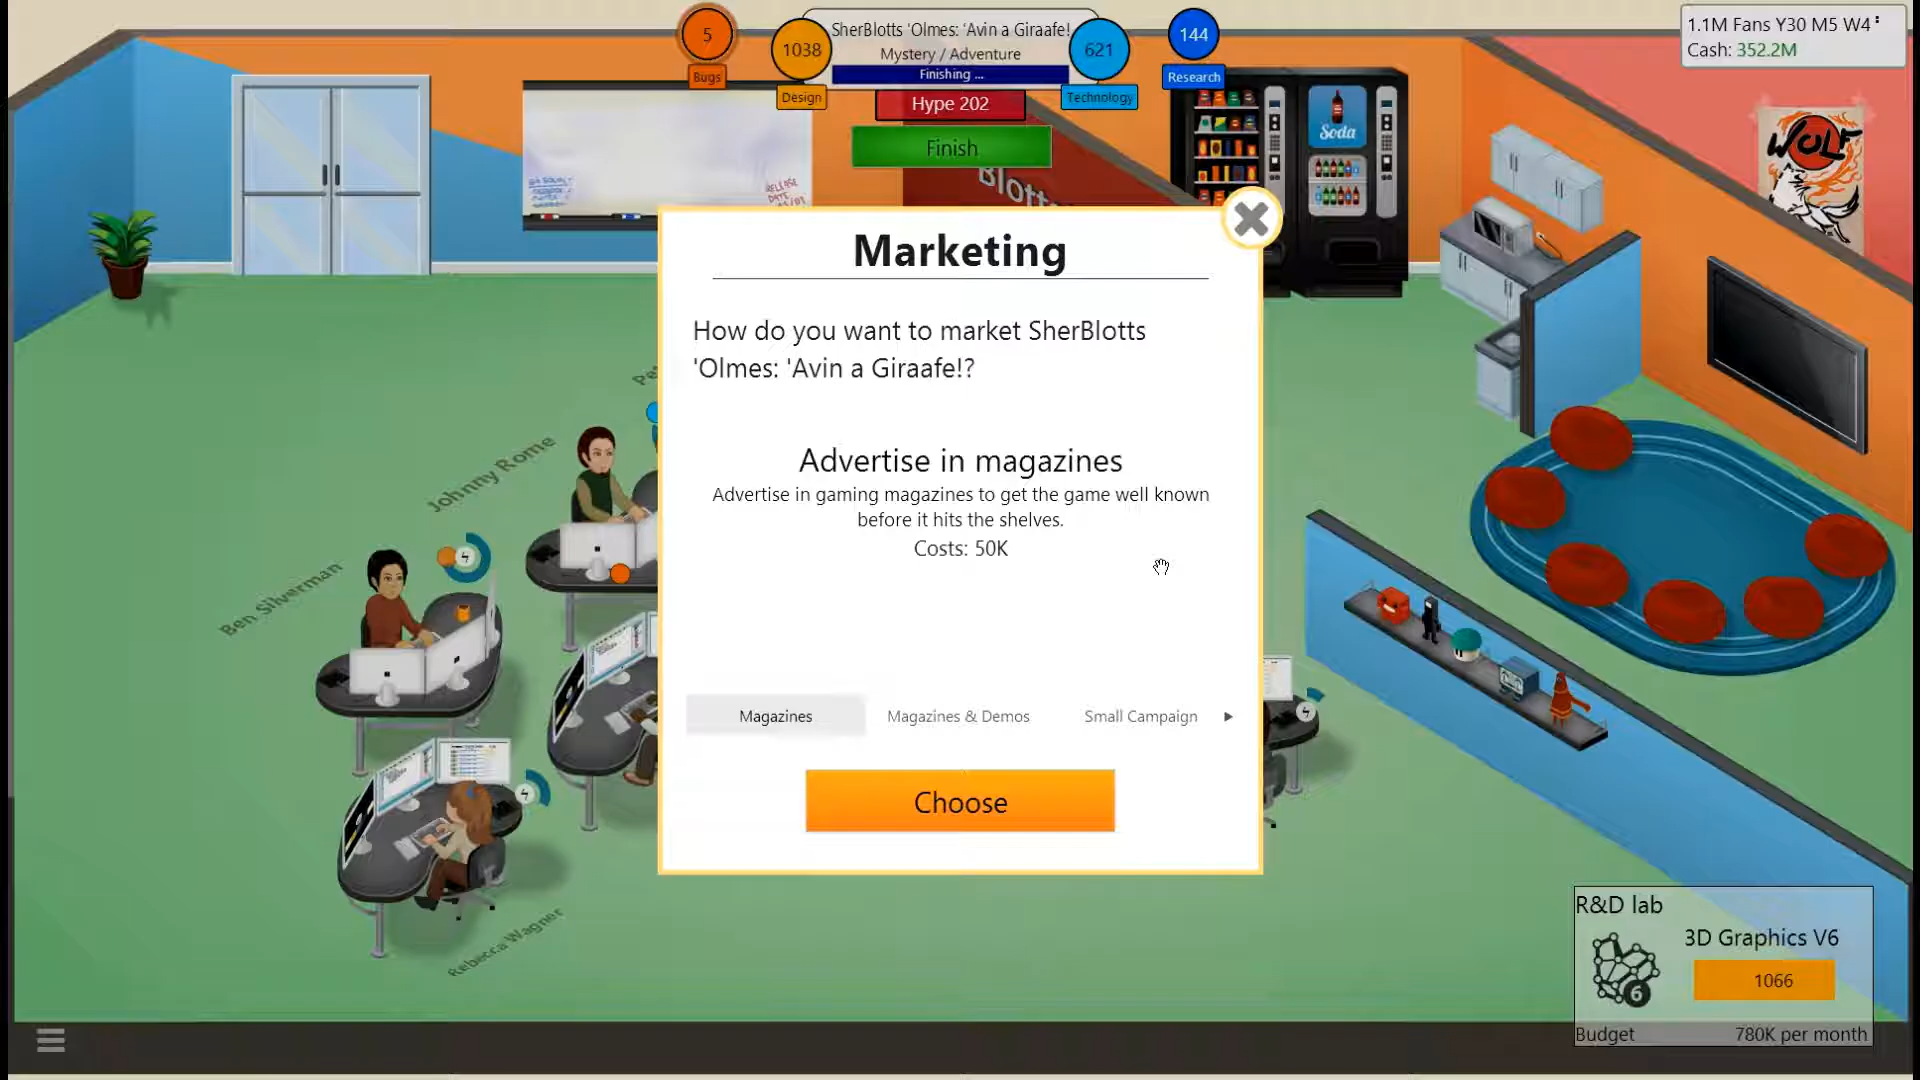 5
Bugs
1038
Design
SherBlotts 'Olmes: 'Avin a Giraafe!
Mystery / Adventure
Finishing ...
Hype 202
Finish
621
Technology
144
Research
1.1M Fans Y30 M5 W4
Cash: 352.2M
Soda
WOLF
RELEASE
DATE
Blott
Marketing
How do you want to market SherBlotts
'Olmes: 'Avin a Giraafe!?
Advertise in magazines
Advertise in gaming magazines to get the game well known
before it hits the shelves.
Costs: 50K
Magazines
Magazines & Demos
Small Campaign
Choose
Johnny Rome
Ben Silverman
Rebecca Wagner
R&D lab
3D Graphics V6
6
1066
Budget
780K per month